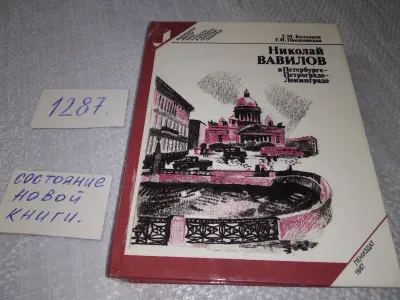 Николай
ВАВИЛОВ
в Петербурге-
Петрограде-
Ленинграде
ЛЕНИЗДАТ
1987
1287.
состояние
новой
книги.